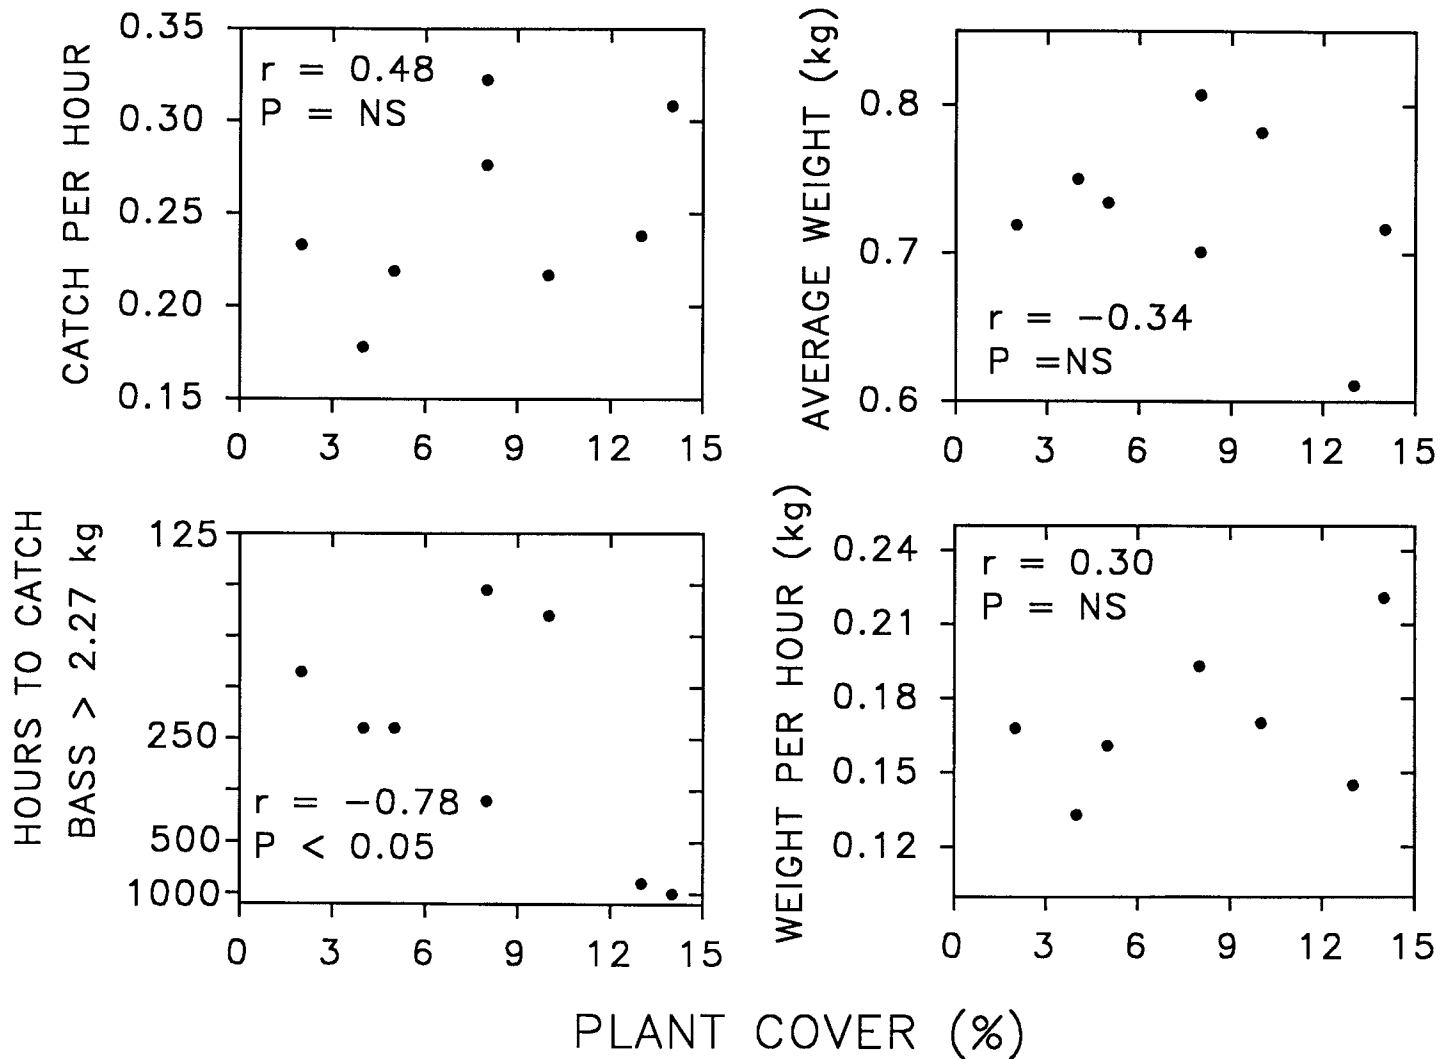 CATCH PER HOUR
0.35
0.30
0.25
0.20
0.15
r = 0.48
P = NS
0 3 6 9 12 15
AVERAGE WEIGHT (kg)
0.8
0.7
0.6
r = −0.34
P =NS
0 3 6 9 12 15
HOURS TO CATCH
BASS > 2.27 kg
125
250
500
1000
r = −0.78
P < 0.05
0 3 6 9 12 15
WEIGHT PER HOUR (kg)
0.24
0.21
0.18
0.15
0.12
r = 0.30
P = NS
0 3 6 9 12 15
PLANT COVER (%)